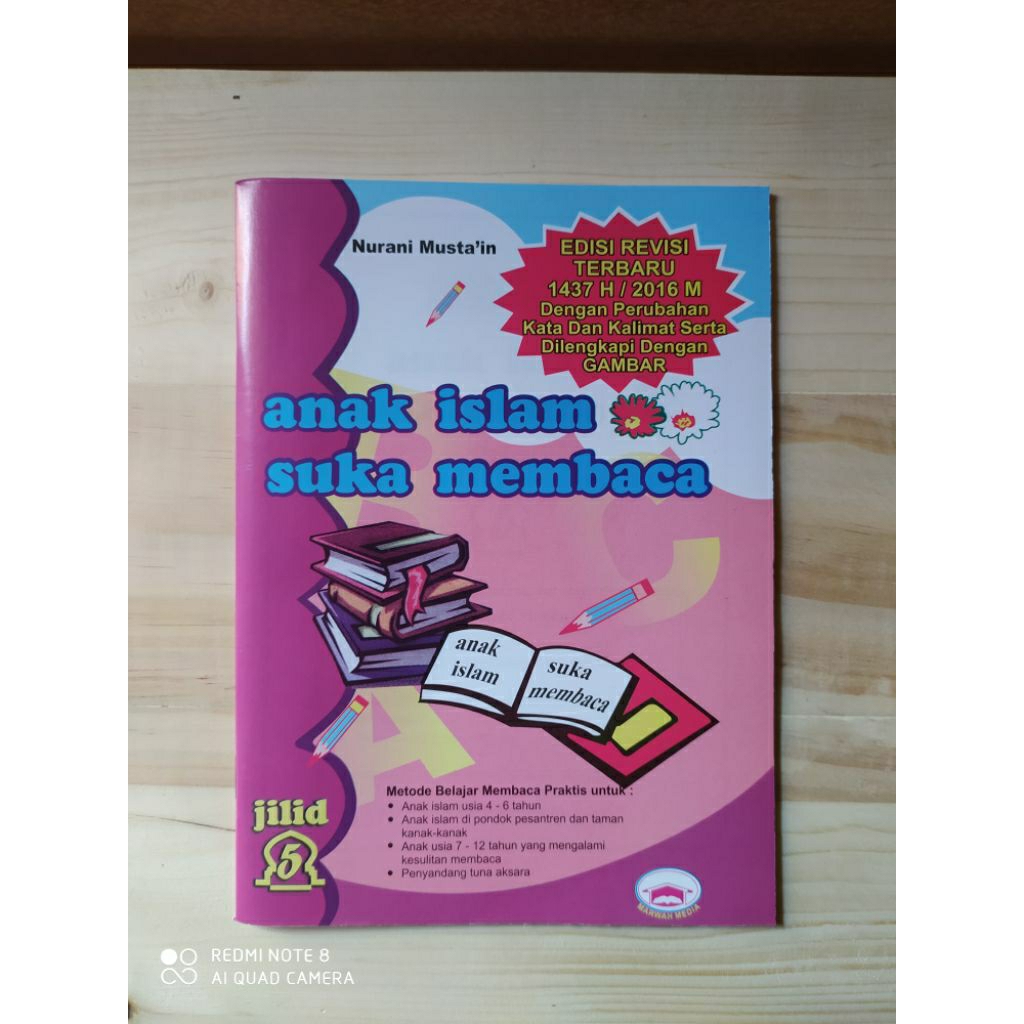 Nurani Musta'in
EDISI REVISI
TERBARU
1437 H / 2016 M
Dengan Perubahan
Kata Dan Kalimat Serta
Dilengkapi Dengan
GAMBAR
anak islam
suka membaca
B
C
A
anak
islam
suka
membaca
Metode Belajar Membaca Praktis untuk :
• Anak islam usia 4 - 6 tahun
• Anak islam di pondok pesantren dan taman
kanak-kanak
• Anak usia 7 - 12 tahun yang mengalami
kesulitan membaca
• Penyandang tuna aksara
jilid
5
MARWAH MEDIA
REDMI NOTE 8
AI QUAD CAMERA